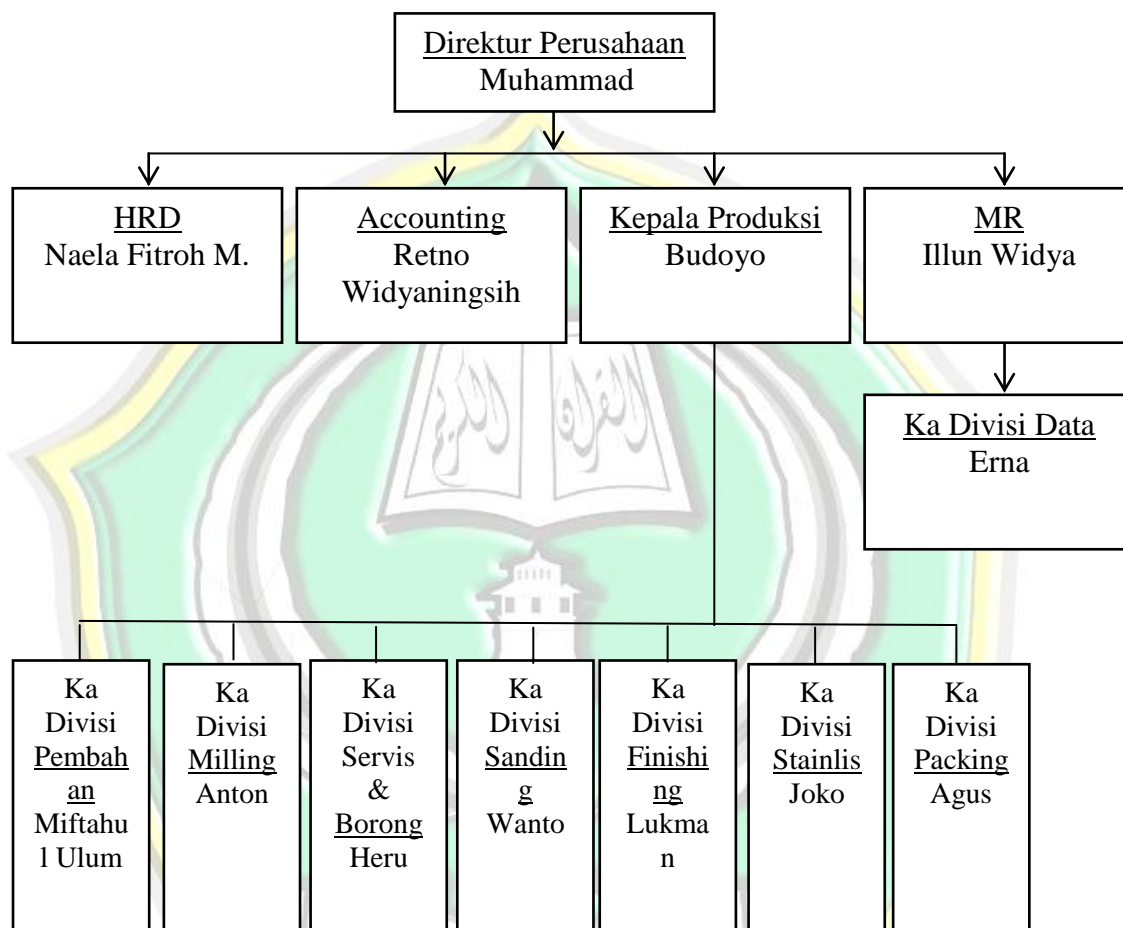 Direktur Perusahaan
Muhammad
HRD
Naela Fitroh M.
Accounting
Retno
Widyaningsih
Kepala Produksi
Budoyo
MR
Illun Widya
Ka Divisi Data
Erna
Ka
Divisi
Pembah
an
Miftahu
l Ulum
Ka
Divisi
Milling
Anton
Ka
Divisi
Servis
&
Borong
Heru
Ka
Divisi
Sandin
g
Wanto
Ka
Divisi
Finishi
ng
Lukma
n
Ka
Divisi
Stainlis
Joko
Ka
Divisi
Packing
Agus
القرآن
الكريم